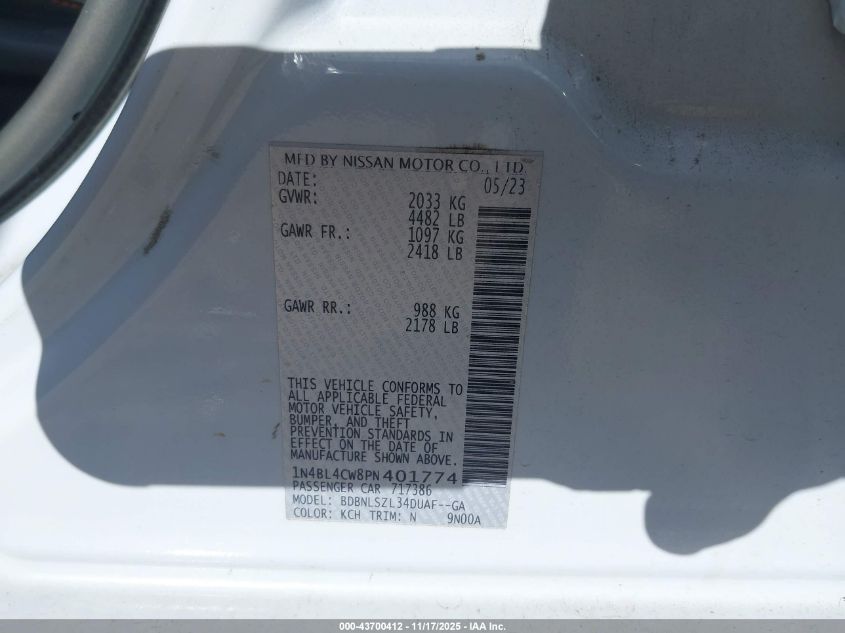 MFD BY NISSAN MOTOR CO., LTD.
DATE: 05/23
GVWR: 2033 KG
4482 LB
GAWR FR.: 1097 KG
2418 LB
GAWR RR.: 988 KG
2178 LB
THIS VEHICLE CONFORMS TO
ALL APPLICABLE FEDERAL
MOTOR VEHICLE SAFETY,
BUMPER, AND THEFT
PREVENTION STANDARDS IN
EFFECT ON THE DATE OF
MANUFACTURE SHOWN ABOVE.
1N4BL4CW8PN401774
PASSENGER CAR 717386
MODEL: BDBNLSZL34DUAF--GA
COLOR: KCH TRIM: N 9N00A
000-43700412 - 11/17/2025 - IAA Inc.